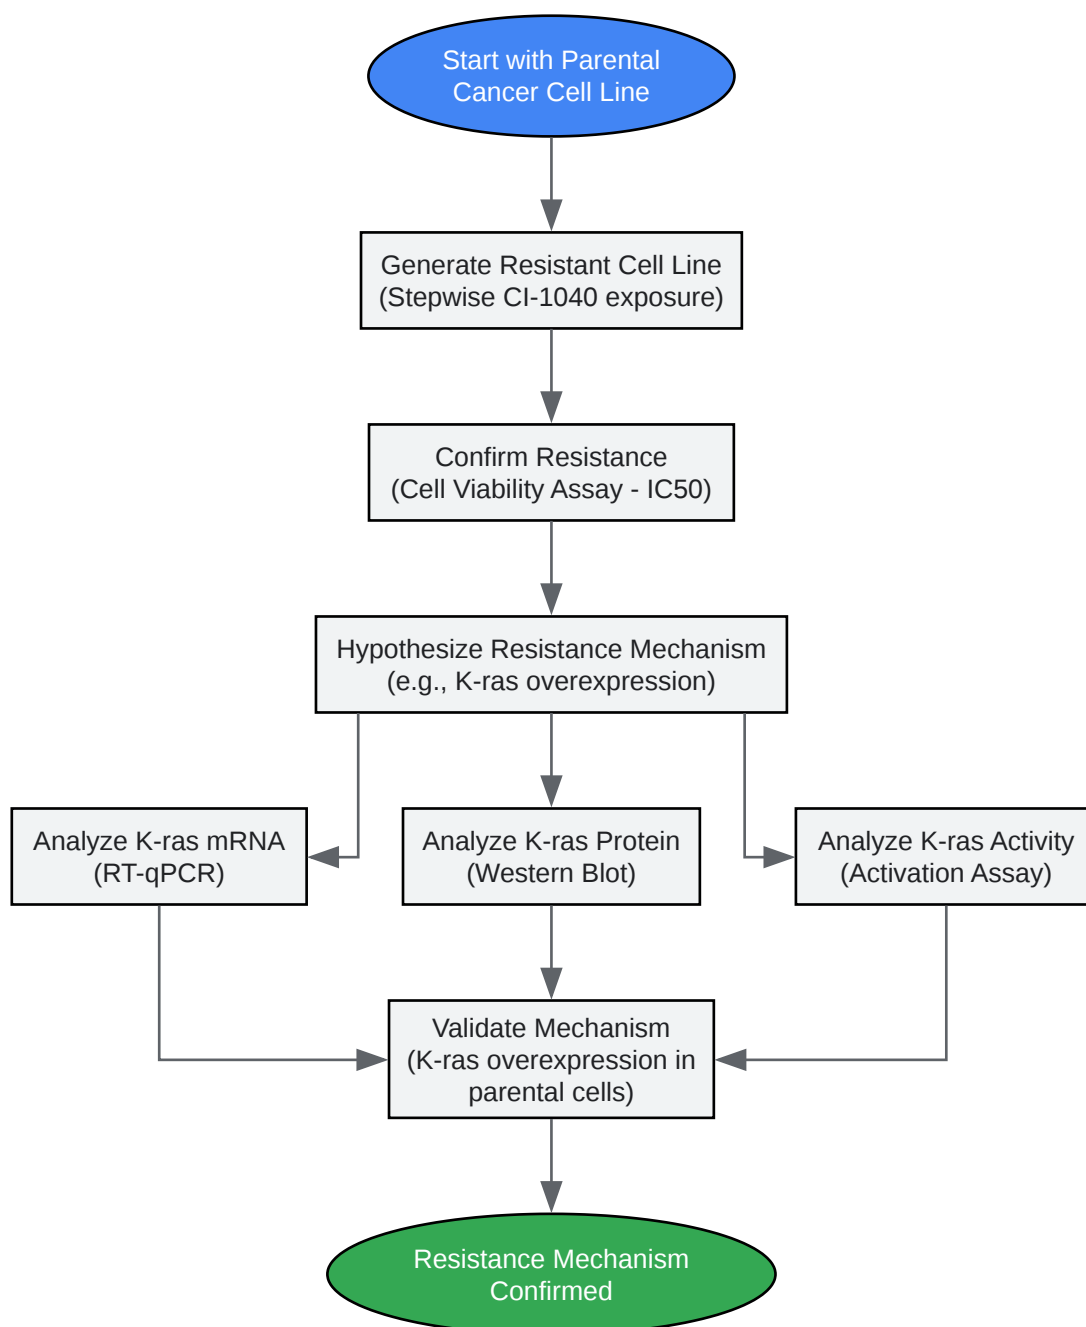 Start with Parental
Cancer Cell Line
Generate Resistant Cell Line
(Stepwise CI-1040 exposure)
Confirm Resistance
(Cell Viability Assay - IC50)
Hypothesize Resistance Mechanism
(e.g., K-ras overexpression)
Analyze K-ras mRNA
(RT-qPCR)
Analyze K-ras Protein
(Western Blot)
Analyze K-ras Activity
(Activation Assay)
Validate Mechanism
(K-ras overexpression in
parental cells)
Resistance Mechanism
Confirmed